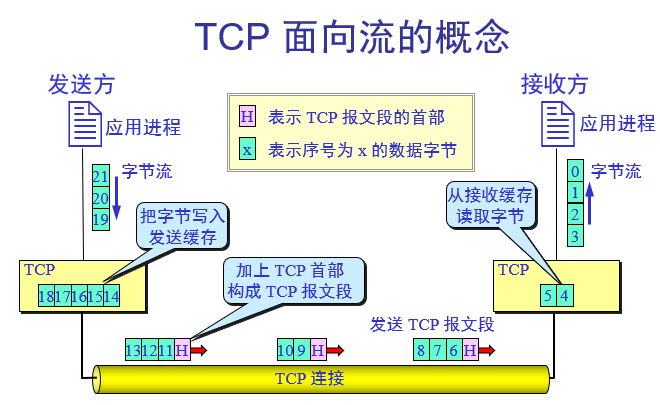 TCP 面向流的概念
发送方
接收方
H 表示 TCP 报文段的首部
x 表示序号为 x 的数据字节
应用进程
应用进程
21
20
19
字节流
0
1
2
3
字节流
把字节写入
发送缓存
从接收缓存
读取字节
TCP
18 17 16 15 14
TCP
5 4
加上 TCP 首部
构成 TCP 报文段
发送 TCP 报文段
13 12 11 H
10 9 H
8 7 6 H
TCP 连接